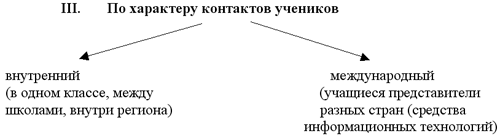 III. По характеру контактов учеников
внутренний
(в одном классе, между
школами, внутри региона)
международный
(учащиеся представители
разных стран (средства
информационных технологий)